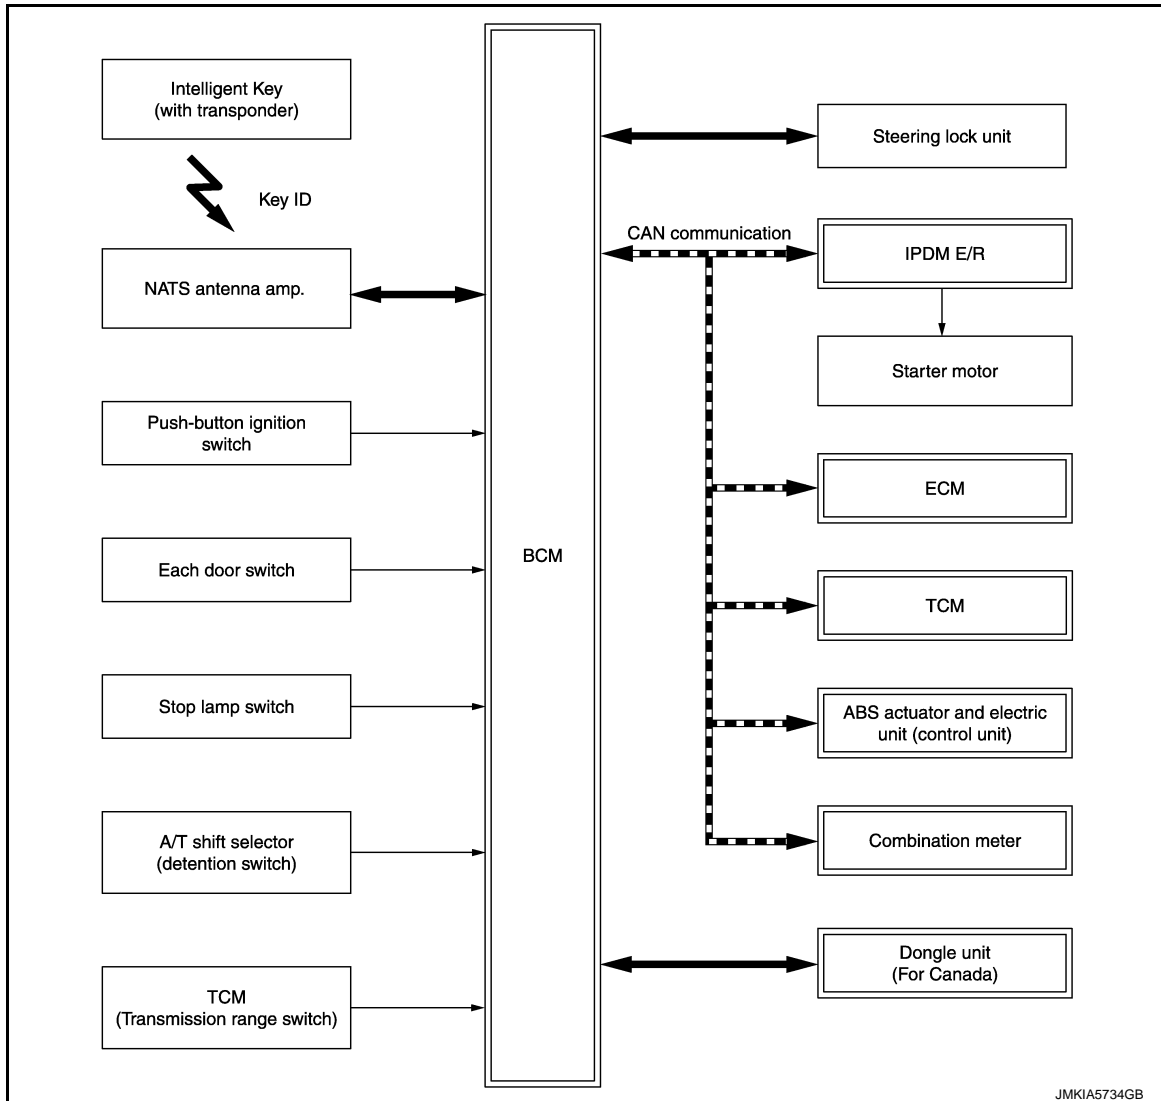 Intelligent Key
(with transponder)
Key ID
NATS antenna amp.
Push-button ignition
switch
Each door switch
Stop lamp switch
A/T shift selector
(detention switch)
TCM
(Transmission range switch)
BCM
Steering lock unit
CAN communication
IPDM E/R
Starter motor
ECM
TCM
ABS actuator and electric
unit (control unit)
Combination meter
Dongle unit
(For Canada)
JMKIA5734GB